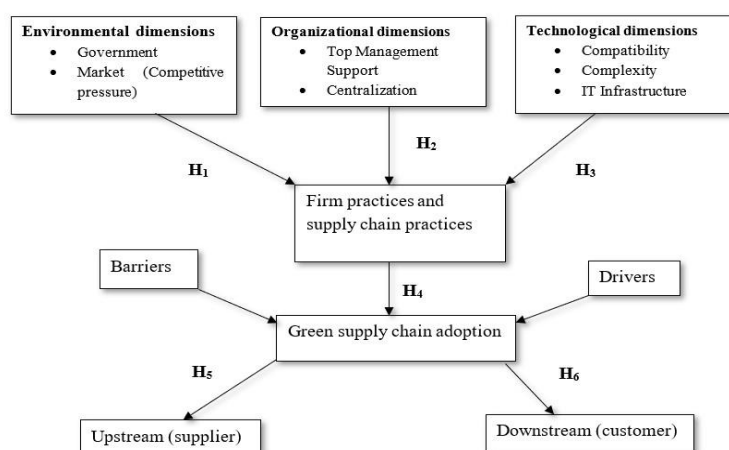 Environmental dimensions
• Government
• Market (Competitive
pressure)
Organizational dimensions
• Top Management
Support
• Centralization
Technological dimensions
• Compatibility
• Complexity
• IT Infrastructure
H₁
H₂
H₃
Firm practices and
supply chain practices
Barriers
Drivers
H₄
Green supply chain adoption
H₅
H₆
Upstream (supplier)
Downstream (customer)